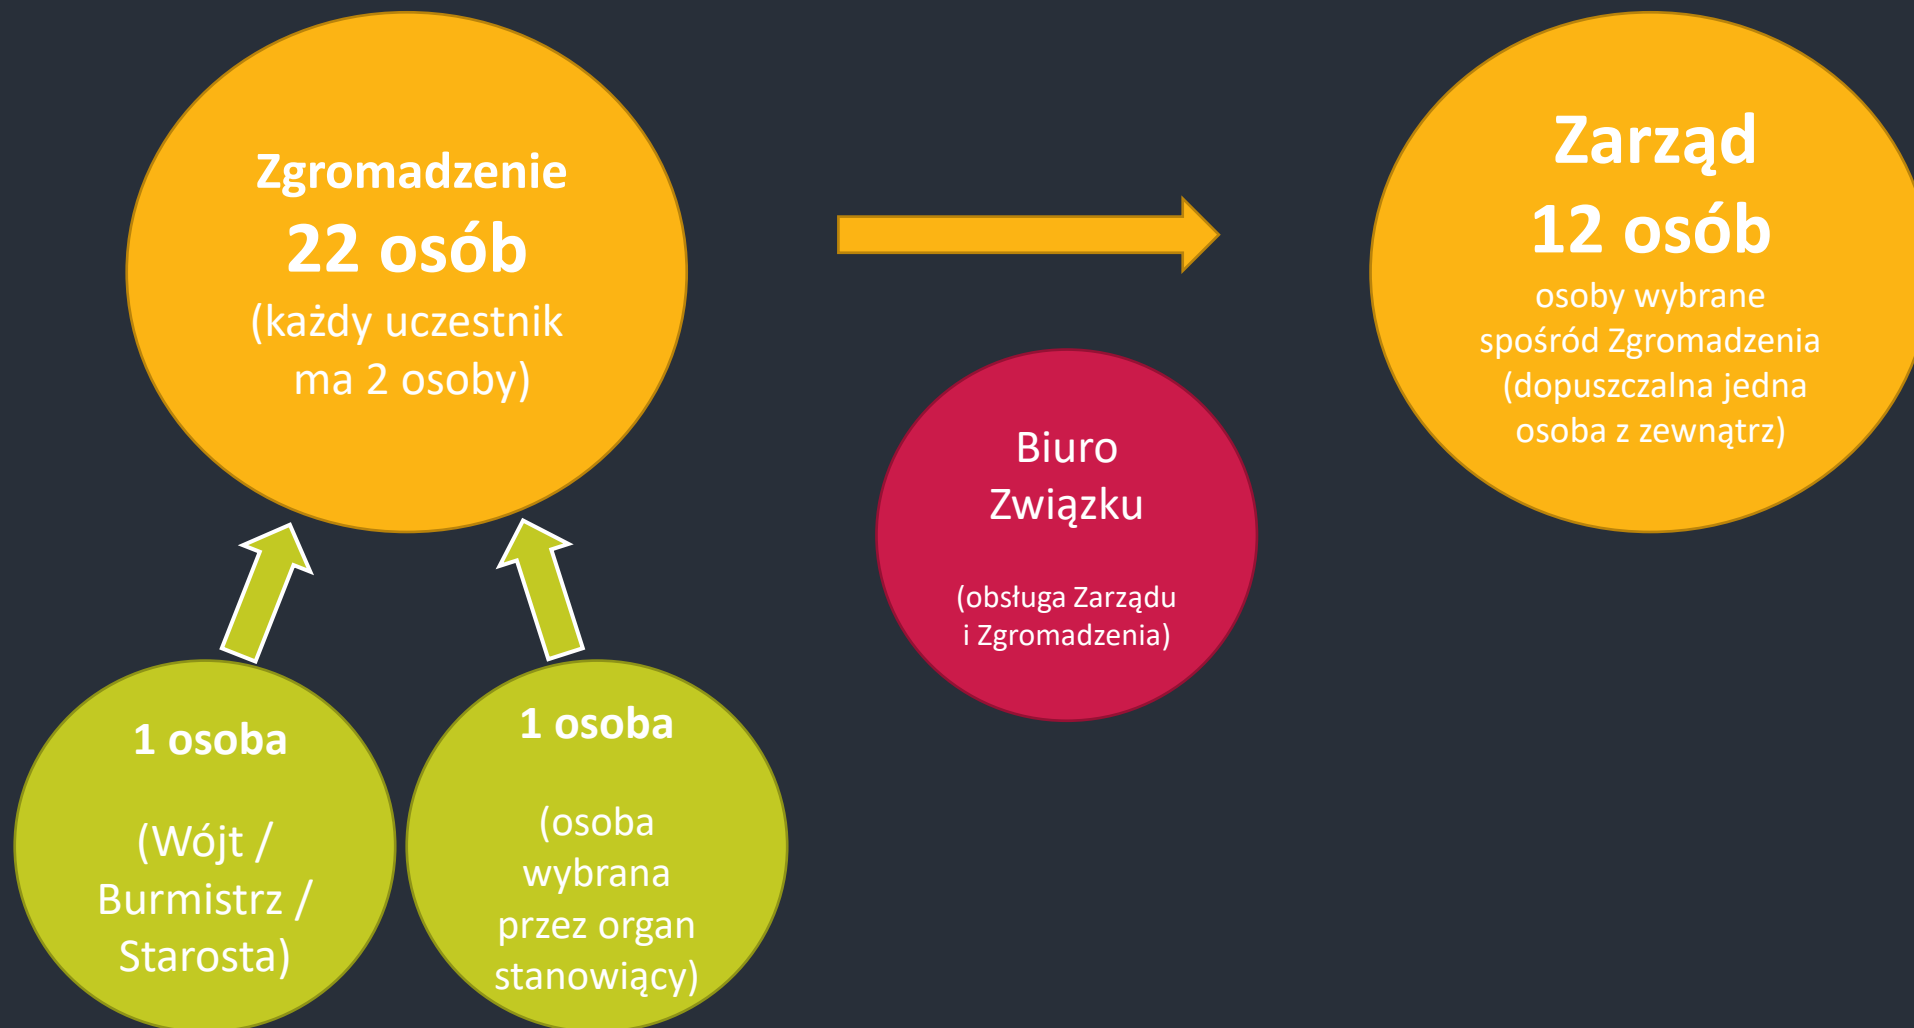 Zgromadzenie
22 osób
(każdy uczestnik
ma 2 osoby)
Zarząd
12 osób
osoby wybrane
spośród Zgromadzenia
(dopuszczalna jedna
osoba z zewnątrz)
Biuro
Związku
(obsługa Zarządu
i Zgromadzenia)
1 osoba
(Wójt /
Burmistrz /
Starosta)
1 osoba
(osoba
wybrana
przez organ
stanowiący)